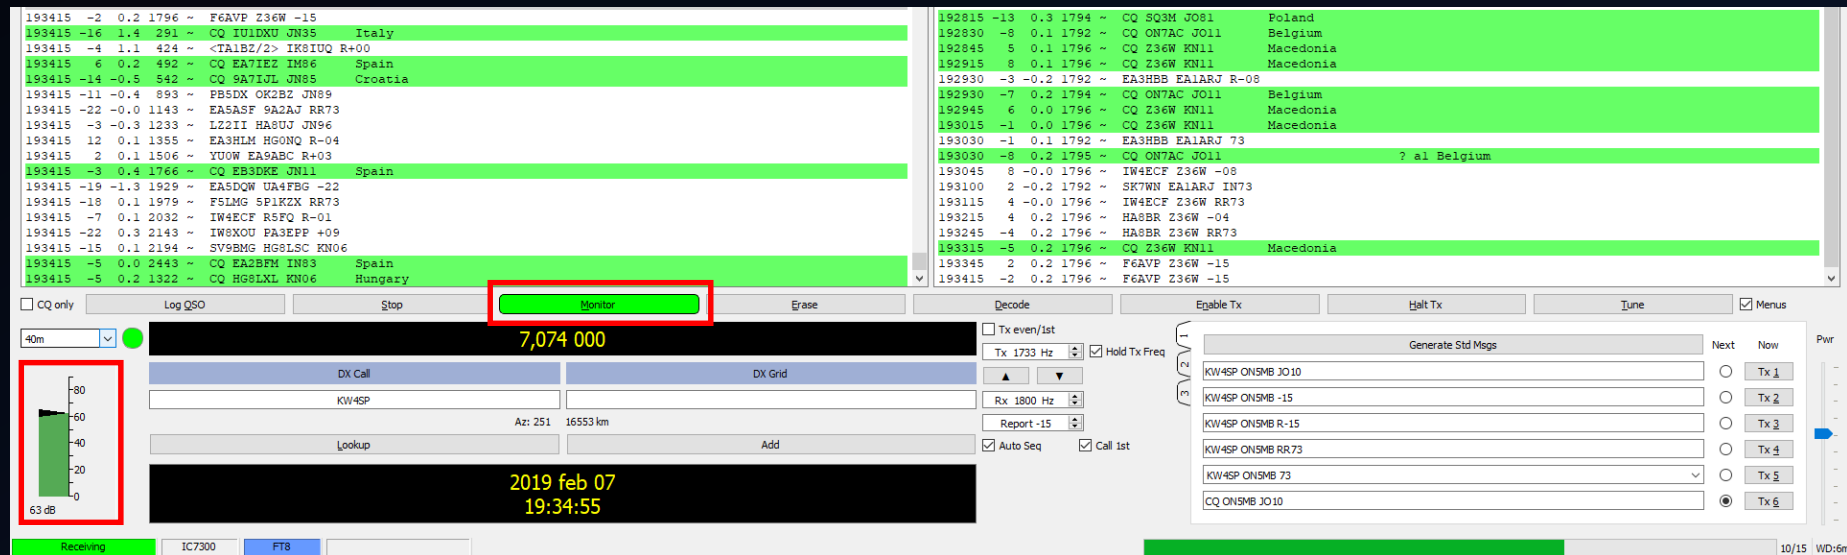 193415 -2 0.2 1796 ~ F6AVP Z36W -15
193415 -16 1.4 291 ~ CQ IU1DXU JN35 Italy
193415 -4 1.1 424 ~ <TA1BZ/2> IK8IUQ R+00
193415 6 0.2 492 ~ CQ EA7IEZ IM86 Spain
193415 -14 -0.5 542 ~ CQ 9A7IJL JN85 Croatia
193415 -11 -0.4 893 ~ PB5DX OK2BZ JN89
193415 -22 -0.0 1143 ~ EA5ASF 9A2AJ RR73
193415 -3 -0.3 1233 ~ LZ2II HA8UJ JN96
193415 12 0.1 1355 ~ EA3HLM HG0NQ R-04
193415 2 0.1 1506 ~ YU0W EA9ABC R+03
193415 -3 0.4 1766 ~ CQ EB3DKE JN11 Spain
193415 -19 -1.3 1929 ~ EA5DQW UA4FBG -22
193415 -18 0.1 1979 ~ F5LMG 5P1KZX RR73
193415 -7 0.1 2032 ~ IW4ECF R5FQ R-01
193415 -22 0.3 2143 ~ IW8XOU PA3EPP +09
193415 -15 0.1 2194 ~ SV9BMG HG8LSC KN06
193415 -5 0.0 2443 ~ CQ EA2BFM IN83 Spain
193415 -5 0.2 1322 ~ CQ HG8LXL KN06 Hungary
192815 -13 0.3 1794 ~ CQ SQ3M JO81 Poland
192830 -8 0.1 1792 ~ CQ ON7AC JO11 Belgium
192845 5 0.1 1796 ~ CQ Z36W KN11 Macedonia
192915 8 0.1 1796 ~ CQ Z36W KN11 Macedonia
192930 -3 -0.2 1792 ~ EA3HBB EA1ARJ R-08
192930 -7 0.2 1794 ~ CQ ON7AC JO11 Belgium
192945 6 0.0 1796 ~ CQ Z36W KN11 Macedonia
193015 -1 0.0 1796 ~ CQ Z36W KN11 Macedonia
193030 -1 0.1 1792 ~ EA3HBB EA1ARJ 73
193030 -8 0.2 1795 ~ CQ ON7AC JO11 ? a1 Belgium
193045 8 -0.0 1796 ~ IW4ECF Z36W -08
193100 2 -0.2 1792 ~ SK7WN EA1ARJ IN73
193115 4 -0.0 1796 ~ IW4ECF Z36W RR73
193215 4 0.2 1796 ~ HA8BR Z36W -04
193245 -4 0.2 1796 ~ HA8BR Z36W RR73
193315 -5 0.2 1796 ~ CQ Z36W KN11 Macedonia
193345 2 0.2 1796 ~ F6AVP Z36W -15
193415 -2 0.2 1796 ~ F6AVP Z36W -15
CQ only Log QSO Stop Monitor Erase Decode Enable Tx Halt Tx Tune Menus
40m
7,074 000
80
60
40
20
0
63 dB
DX Call DX Grid
KW4SP
Az: 251 16553 km
Lookup Add
2019 feb 07
19:34:55
Tx even/1st
Tx 1733 Hz Hold Tx Freq
▲ ▼
Rx 1800 Hz
Report -15
Auto Seq Call 1st
1
2
3
Generate Std Msgs Next Now Pwr
KW4SP ON5MB JO10 Tx 1
KW4SP ON5MB -15 Tx 2
KW4SP ON5MB R-15 Tx 3
KW4SP ON5MB RR73 Tx 4
KW4SP ON5MB 73 Tx 5
CQ ON5MB JO10 Tx 6
Receiving IC7300 FT8 10/15 WD:6m